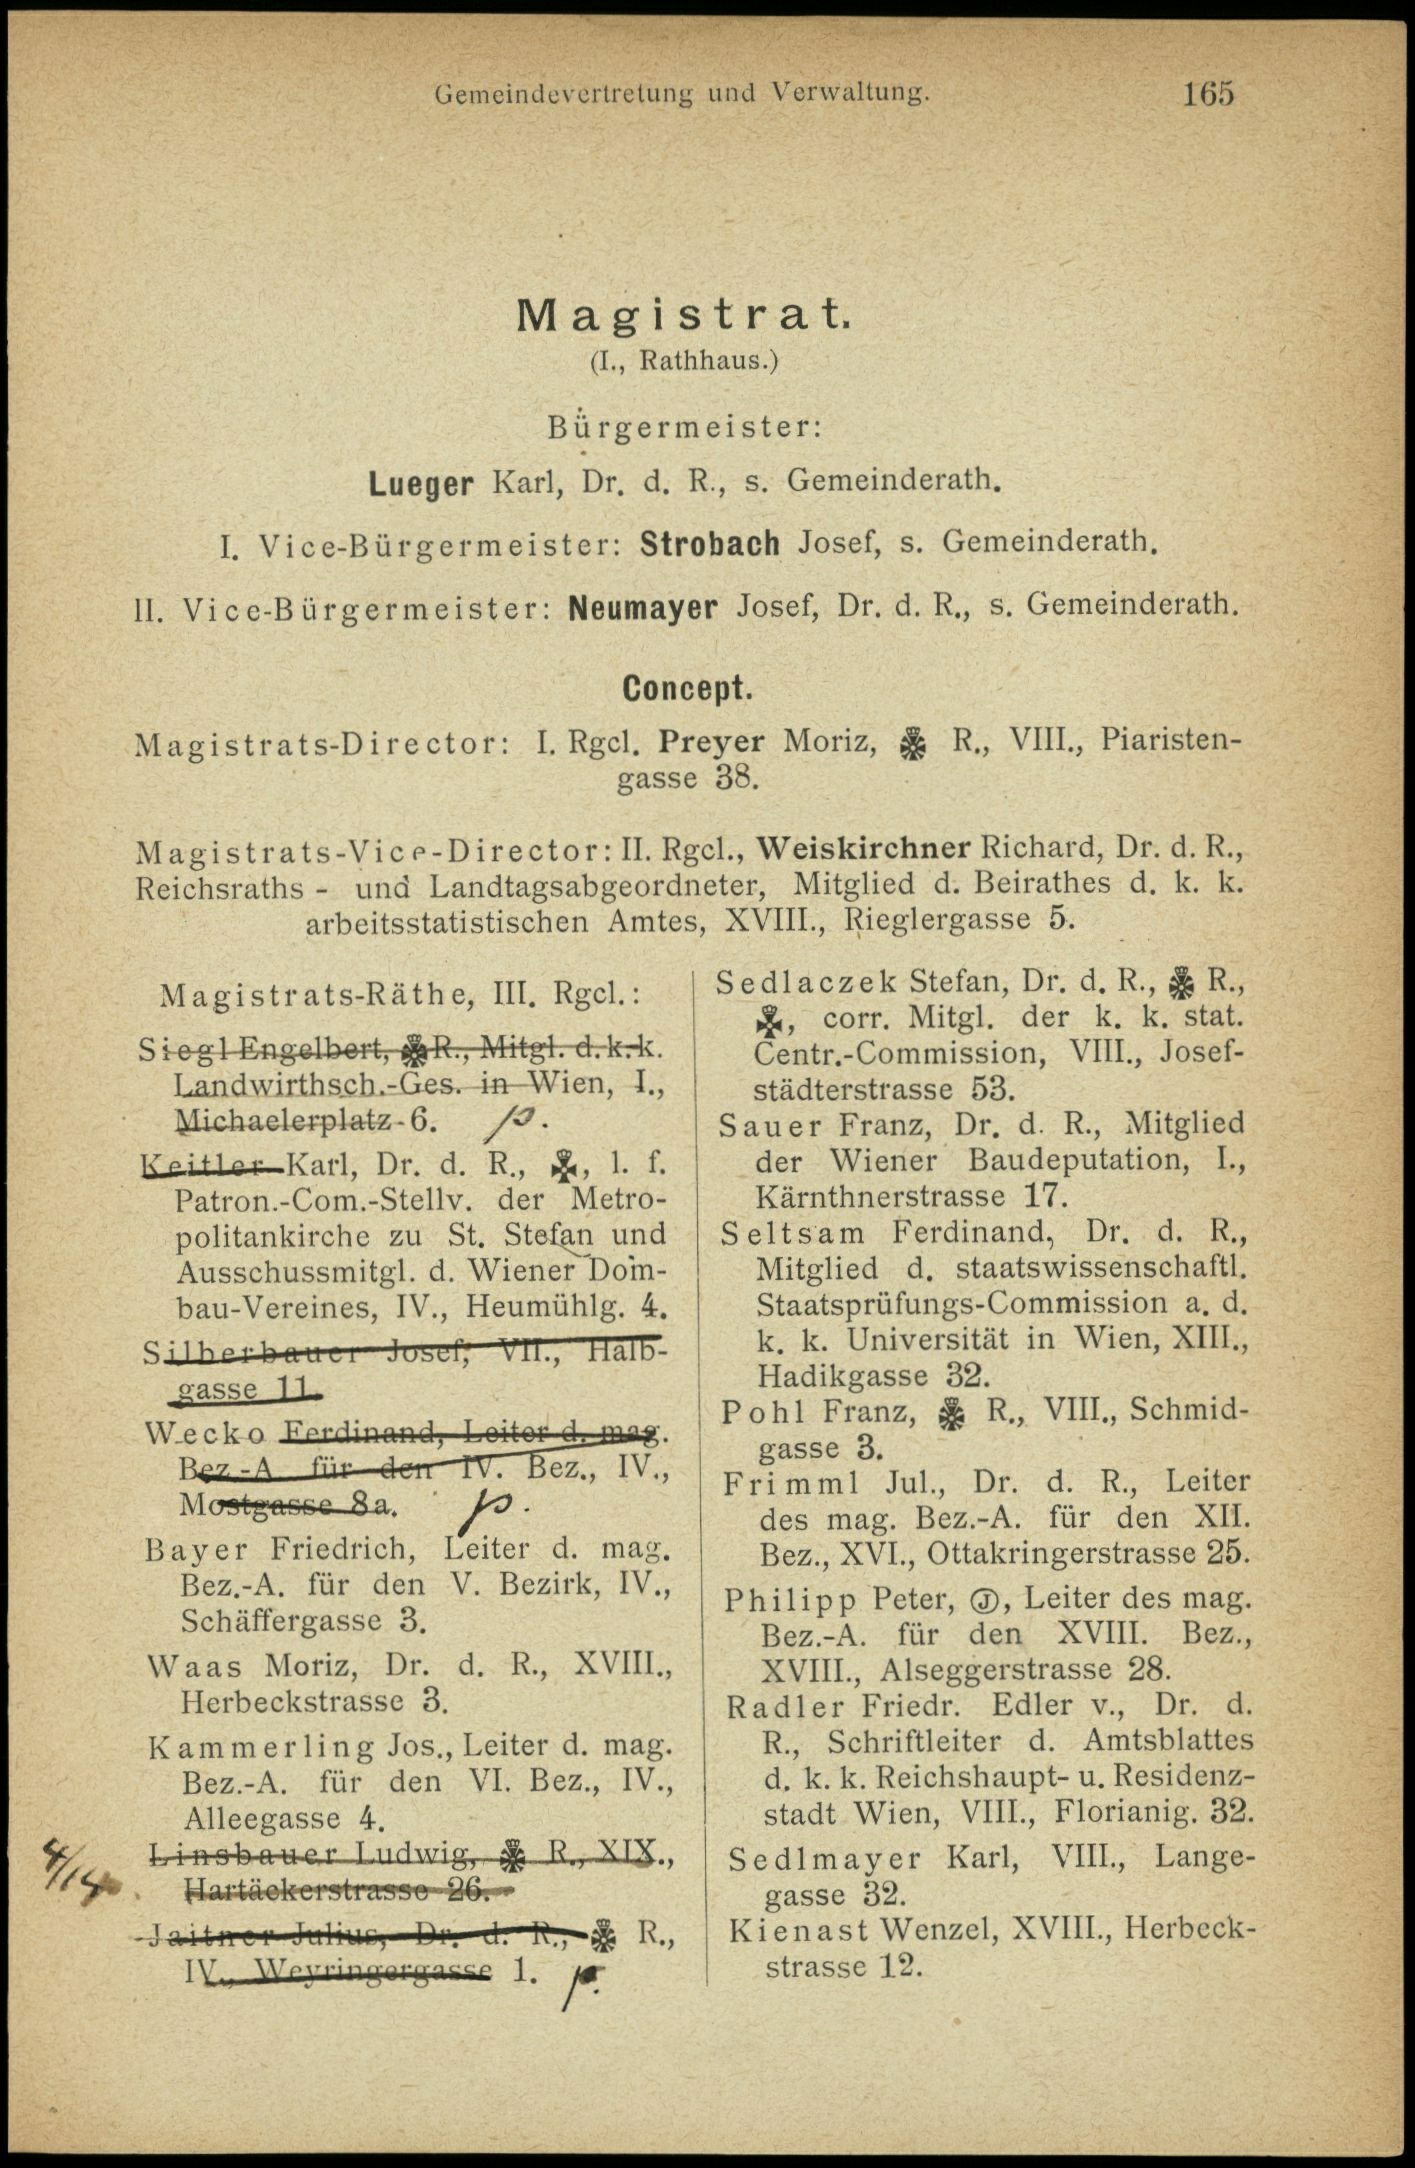 Gemeindevertretung und Verwaltung. 165
Magistrat.
(I., Rathhaus.)
Bürgermeister:
Lueger Karl, Dr. d. R., s. Gemeinderath.
I. Vice-Bürgermeister: Strobach Josef, s. Gemeinderath.
II. Vice-Bürgermeister: Neumayer Josef, Dr. d. R., s. Gemeinderath.
Concept.
Magistrats-Director: I. Rgcl. Preyer Moriz, R., VIII., Piaristen-
gasse 38.
Magistrats-Vice-Director: II. Rgcl., Weiskirchner Richard, Dr. d. R.,
Reichsraths- und Landtagsabgeordneter, Mitglied d. Beirathes d. k. k.
arbeitsstatistischen Amtes, XVIII., Rieglergasse 5.
Magistrats-Räthe, III. Rgcl.:
Siegl Engelbert, R., Mitgl. d. k. k.
Landwirthsch.-Ges. in Wien, I.,
Michaelerplatz 6. p.
Keitler Karl, Dr. d. R., l. f.
Patron.-Com.-Stellv. der Metro-
politankirche zu St. Stefan und
Ausschussmitgl. d. Wiener Dom-
bau-Vereines, IV., Heumühlg. 4.
Silberbauer Josef, VII., Halb-
gasse 11.
Wecko Ferdinand, Leiter d. mag.
Bez.-A für den IV. Bez., IV.,
Mostgasse 8a. p.
Bayer Friedrich, Leiter d. mag.
Bez.-A. für den V. Bezirk, IV.,
Schäffergasse 3.
Waas Moriz, Dr. d. R., XVIII.,
Herbeckstrasse 3.
Kammerling Jos., Leiter d. mag.
Bez.-A. für den VI. Bez., IV.,
Alleegasse 4.
Linsbauer Ludwig, R., XIX.,
Hartäckerstrasse 26.
Jaitner Julius, Dr. d. R., R.,
IV., Weyringergasse 1. p.
Sedlaczek Stefan, Dr. d. R., R.,
corr. Mitgl. der k. k. stat.
Centr.-Commission, VIII., Josef-
städterstrasse 53.
Sauer Franz, Dr. d. R., Mitglied
der Wiener Baudeputation, I.,
Kärnthnerstrasse 17.
Seltsam Ferdinand, Dr. d. R.,
Mitglied d. staatswissenschaftl.
Staatsprüfungs-Commission a. d.
k. k. Universität in Wien, XIII.,
Hadikgasse 32.
Pohl Franz, R., VIII., Schmid-
gasse 3.
Frimml Jul., Dr. d. R., Leiter
des mag. Bez.-A. für den XII.
Bez., XVI., Ottakringerstrasse 25.
Philipp Peter, Ⓙ, Leiter des mag.
Bez.-A. für den XVIII. Bez.,
XVIII., Alseggerstrasse 28.
Radler Friedr. Edler v., Dr. d.
R., Schriftleiter d. Amtsblattes
d. k. k. Reichshaupt- u. Residenz-
stadt Wien, VIII., Florianig. 32.
Sedlmayer Karl, VIII., Lange-
gasse 32.
Kienast Wenzel, XVIII., Herbeck-
strasse 12.